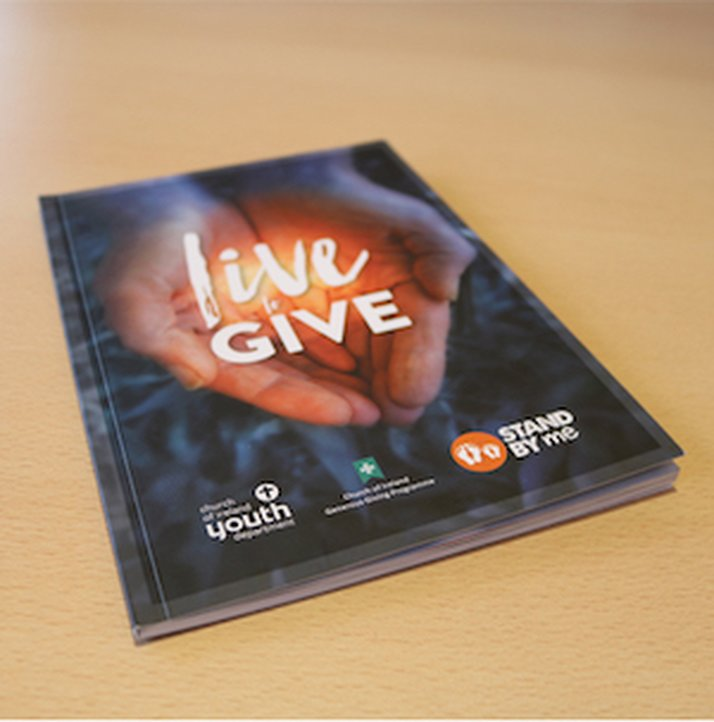 live
to
GIVE
STAND
BY me
church
of ireland
youth
department
Church of Ireland
Generous Giving Programme